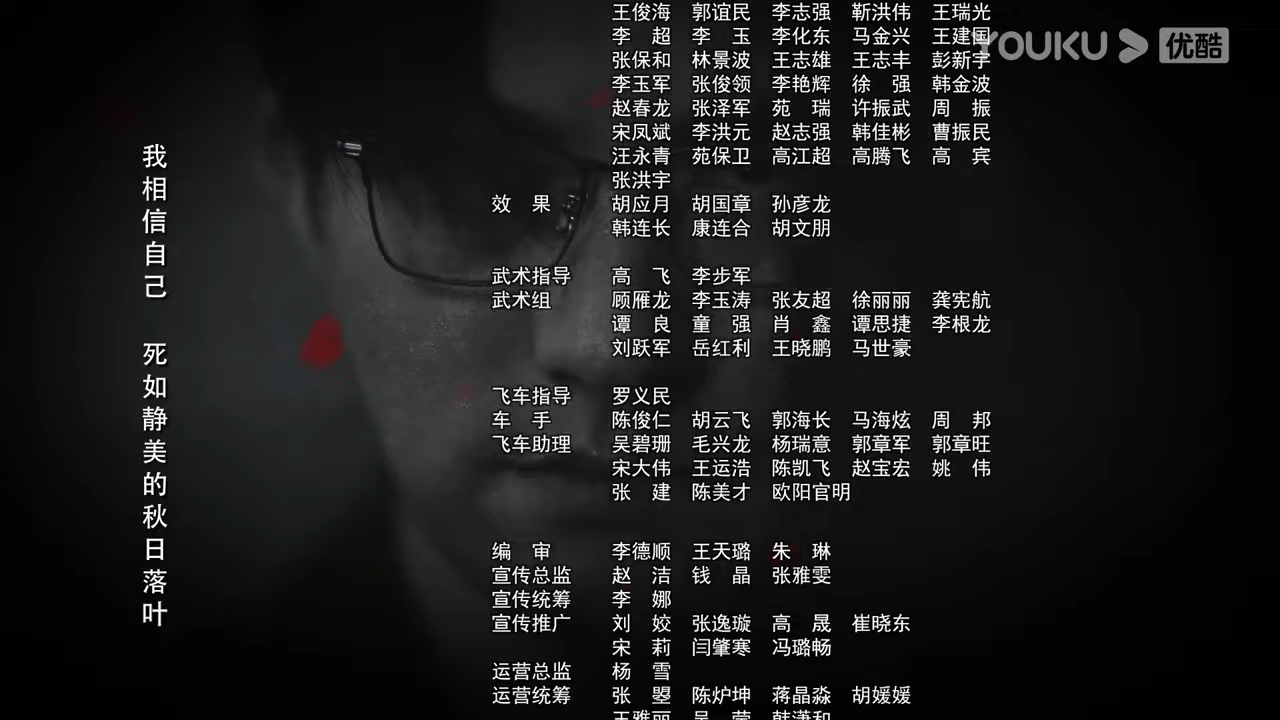 王俊海 郭谊民 李志强 靳洪伟 王瑞光
李 超 李 玉 李化东 马金兴 王建国
张保和 林景波 王志雄 王志丰 彭新宇
李玉军 张俊领 李艳辉 徐 强 韩金波
赵春龙 张泽军 苑 瑞 许振武 周 振
宋凤斌 李洪元 赵志强 韩佳彬 曹振民
汪永青 苑保卫 高江超 高腾飞 高 宾
张洪宇
效 果 胡应月 胡国章 孙彦龙
韩连长 康连合 胡文朋
武术指导 高 飞 李步军
武术组 顾雁龙 李玉涛 张友超 徐丽丽 龚宪航
谭 良 童 强 肖 鑫 谭思捷 李根龙
刘跃军 岳红利 王晓鹏 马世豪
飞车指导 罗义民
车 手 陈俊仁 胡云飞 郭海长 马海炫 周 邦
飞车助理 吴碧珊 毛兴龙 杨瑞意 郭章军 郭章旺
宋大伟 王运浩 陈凯飞 赵宝宏 姚 伟
张 建 陈美才 欧阳官明
编 审 李德顺 王天璐 朱 琳
宣传总监 赵 洁 钱 晶 张雅雯
宣传统筹 李 娜
宣传推广 刘 姣 张逸璇 高 晟 崔晓东
宋 莉 闫肇寒 冯璐畅
运营总监 杨 雪
运营统筹 张 曌 陈炉坤 蒋晶淼 胡媛媛
王雅丽 吴 莹 韩潇和
我相信自己 死如静美的秋日落叶
YOUKU 优酷